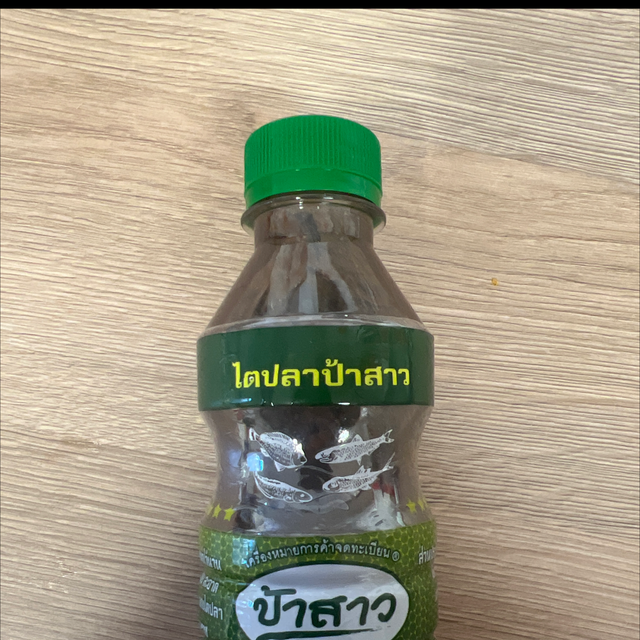 ไตปลาป้าสาว
เครื่องหมายการค้าจดทะเบียน ®
ป้าสาว